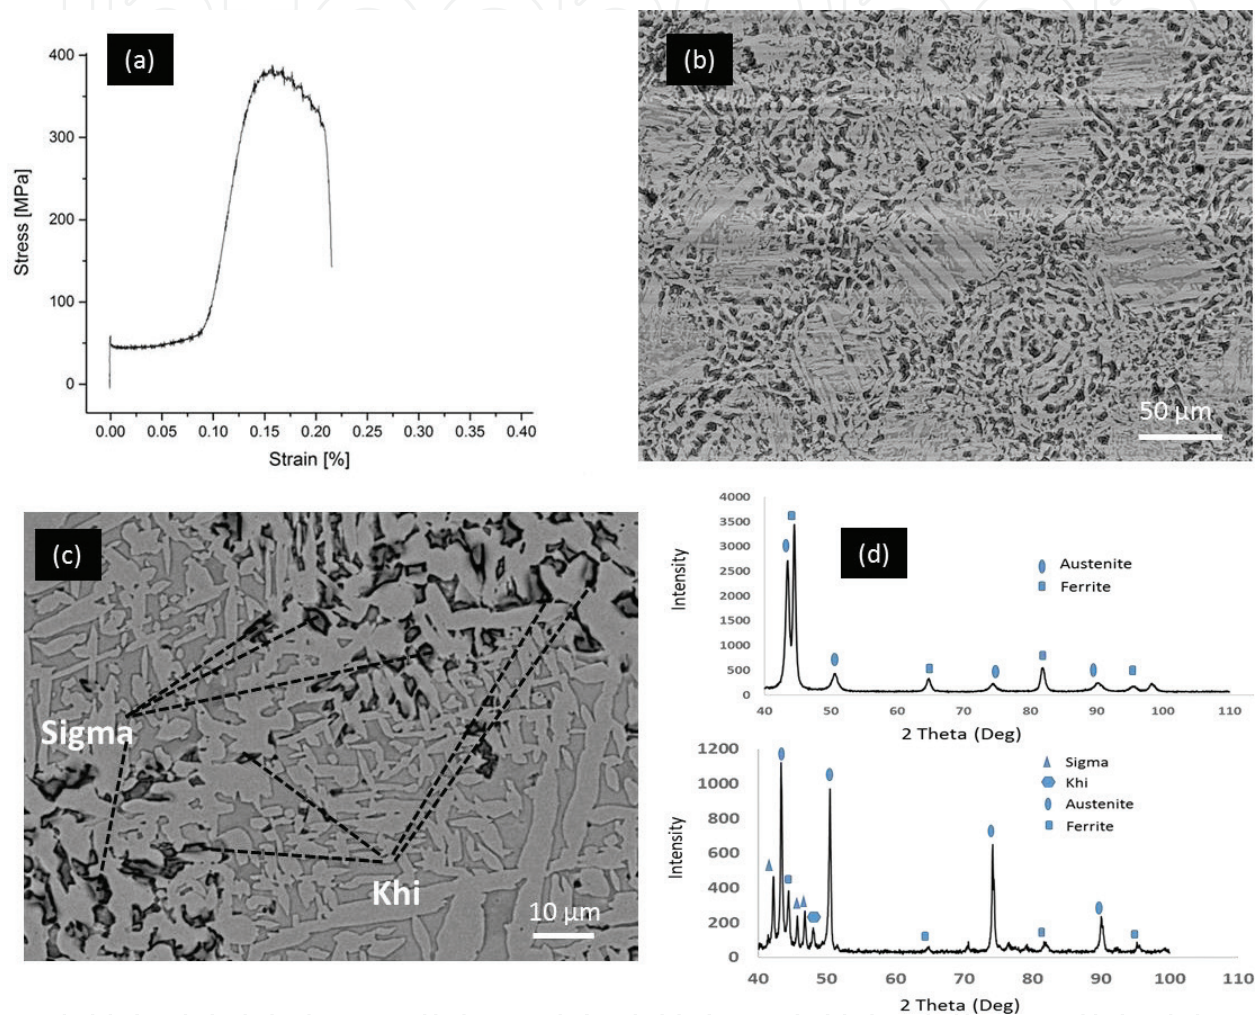 (a)
400
300
200
100
0
Stress [MPa]
0.00 0.05 0.10 0.15 0.20 0.25 0.30 0.35 0.40
Strain [%]
(b)
50 µm
(c)
Sigma
Khi
10 µm
(d)
4000
3500
3000
2500
2000
1500
1000
500
0
Intensity
Austenite
Ferrite
40 50 60 70 80 90 100 110
2 Theta (Deg)
1200
1000
800
600
400
200
0
Intensity
Sigma
Khi
Austenite
Ferrite
40 50 60 70 80 90 100 110
2 Theta (Deg)